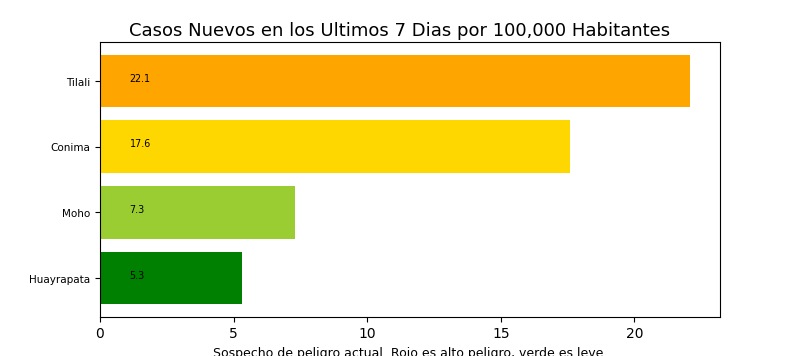 Casos Nuevos en los Ultimos 7 Dias por 100,000 Habitantes
Tilali 22.1
Conima 17.6
Moho 7.3
Huayrapata 5.3
0 5 10 15 20
Sospecho de peligro actual. Rojo es alto peligro, verde es leve